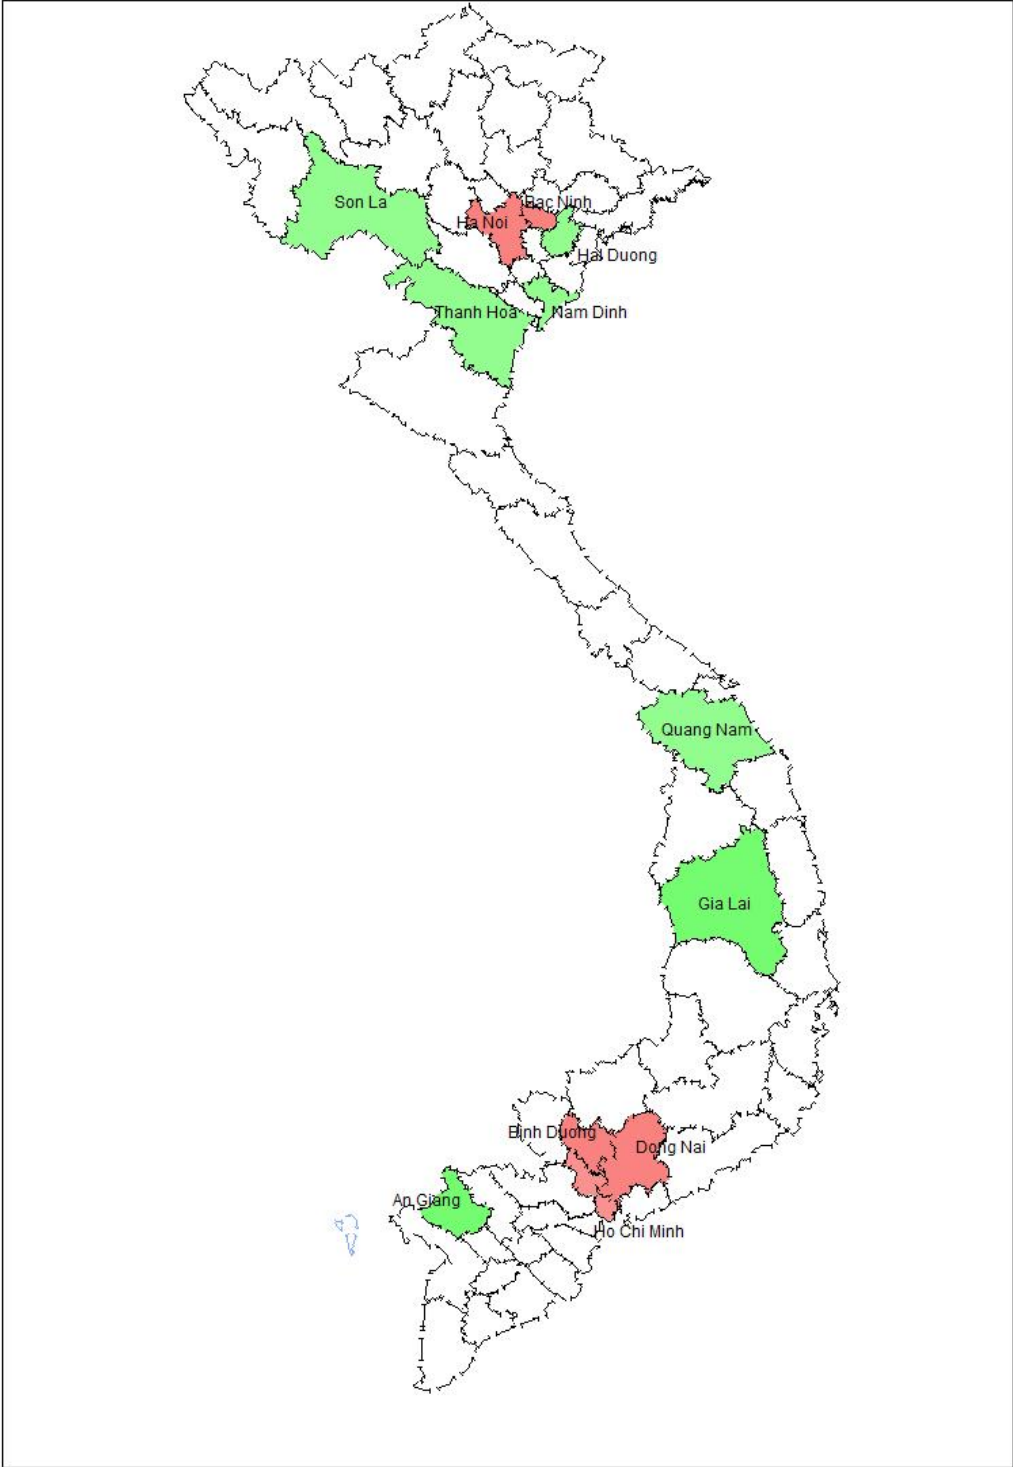 Son La
Bac Ninh
Ha Noi
Hai Duong
Thanh Hoa
Nam Dinh
Quang Nam
Gia Lai
Binh Duong
Dong Nai
An Giang
Ho Chi Minh